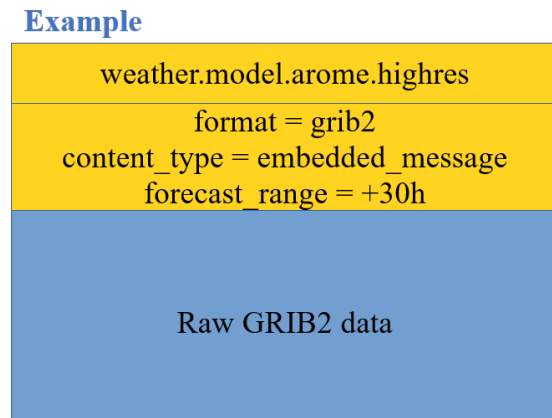 Example
weather.model.arome.highres
format = grib2
content_type = embedded_message
forecast_range = +30h
Raw GRIB2 data